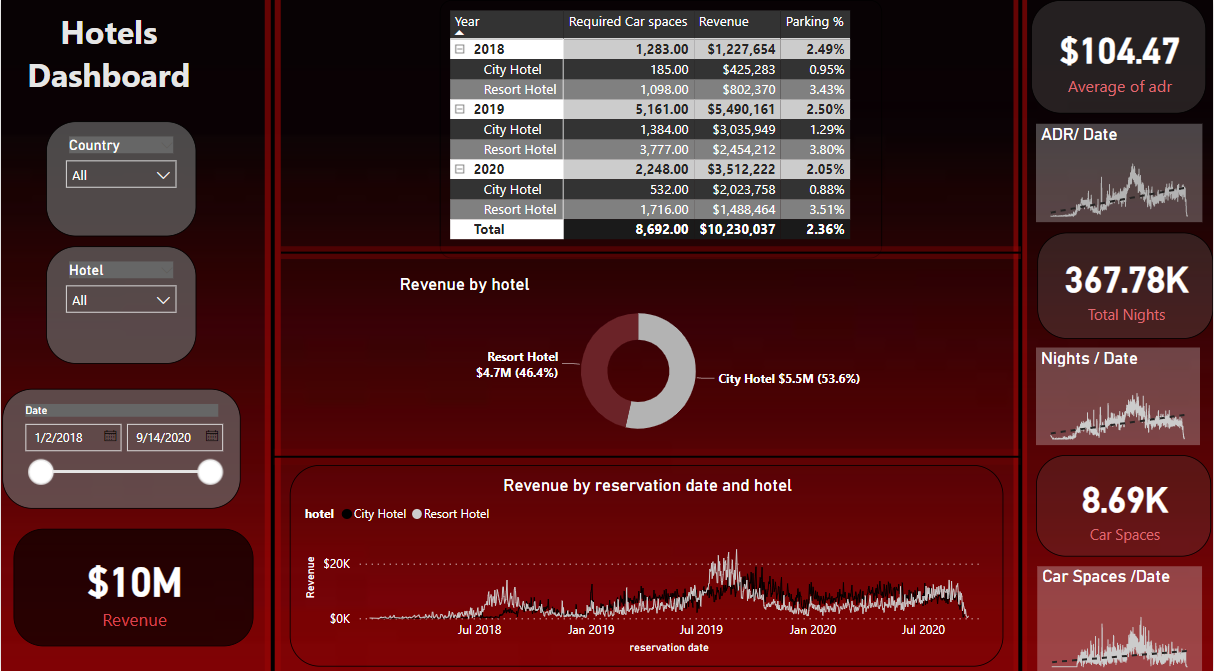 Hotels
Dashboard
Country
All
Hotel
All
Date
1/2/2018 9/14/2020
$10M
Revenue
Year Required Car spaces Revenue Parking %
2018 1,283.00 $1,227,654 2.49%
City Hotel 185.00 $425,283 0.95%
Resort Hotel 1,098.00 $802,370 3.43%
2019 5,161.00 $5,490,161 2.50%
City Hotel 1,384.00 $3,035,949 1.29%
Resort Hotel 3,777.00 $2,454,212 3.80%
2020 2,248.00 $3,512,222 2.05%
City Hotel 532.00 $2,023,758 0.88%
Resort Hotel 1,716.00 $1,488,464 3.51%
Total 8,692.00 $10,230,037 2.36%
Revenue by hotel
Resort Hotel
$4.7M (46.4%)
City Hotel $5.5M (53.6%)
Revenue by reservation date and hotel
hotel City Hotel Resort Hotel
Revenue
$20K
$0K
Jul 2018 Jan 2019 Jul 2019 Jan 2020 Jul 2020
reservation date
$104.47
Average of adr
ADR/ Date
367.78K
Total Nights
Nights / Date
8.69K
Car Spaces
Car Spaces /Date